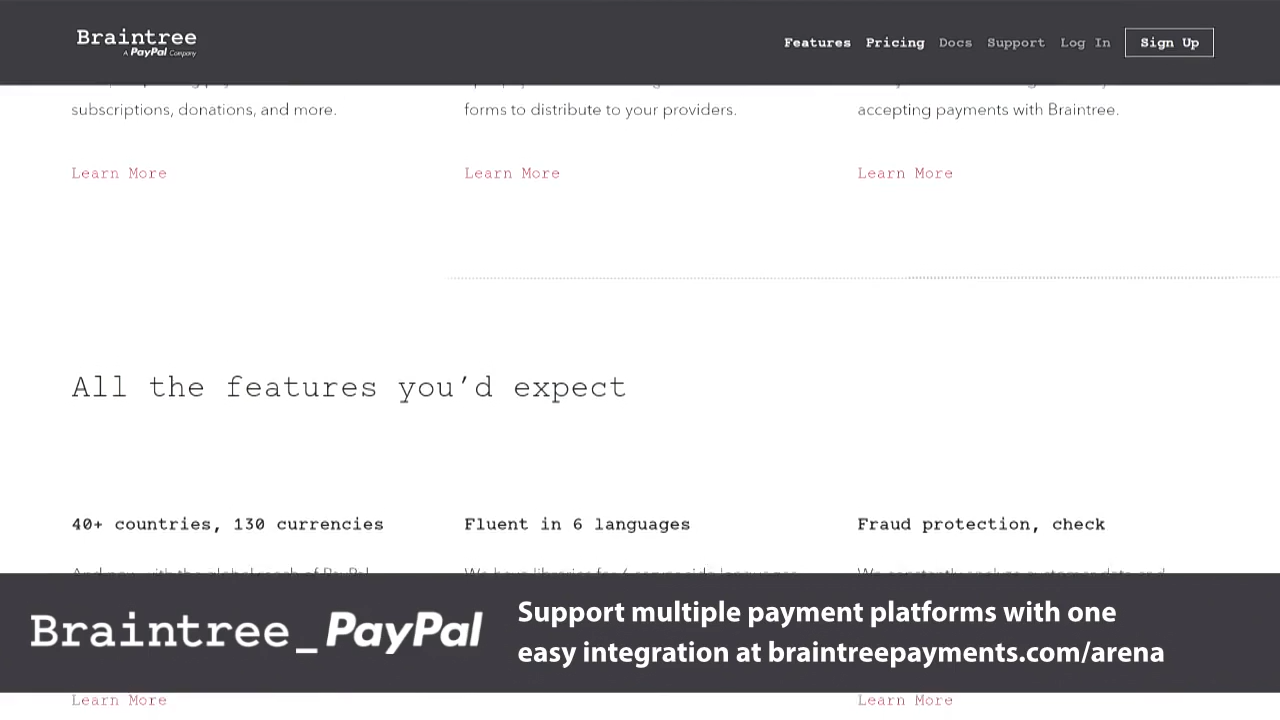 Braintree
A PayPal Company
Features Pricing Docs Support Log In Sign Up
subscriptions, donations, and more.
forms to distribute to your providers.
accepting payments with Braintree.
Learn More
Learn More
Learn More
All the features you’d expect
40+ countries, 130 currencies
Fluent in 6 languages
Fraud protection, check
Braintree_PayPal
Support multiple payment platforms with one
easy integration at braintreepayments.com/arena
Learn More
Learn More